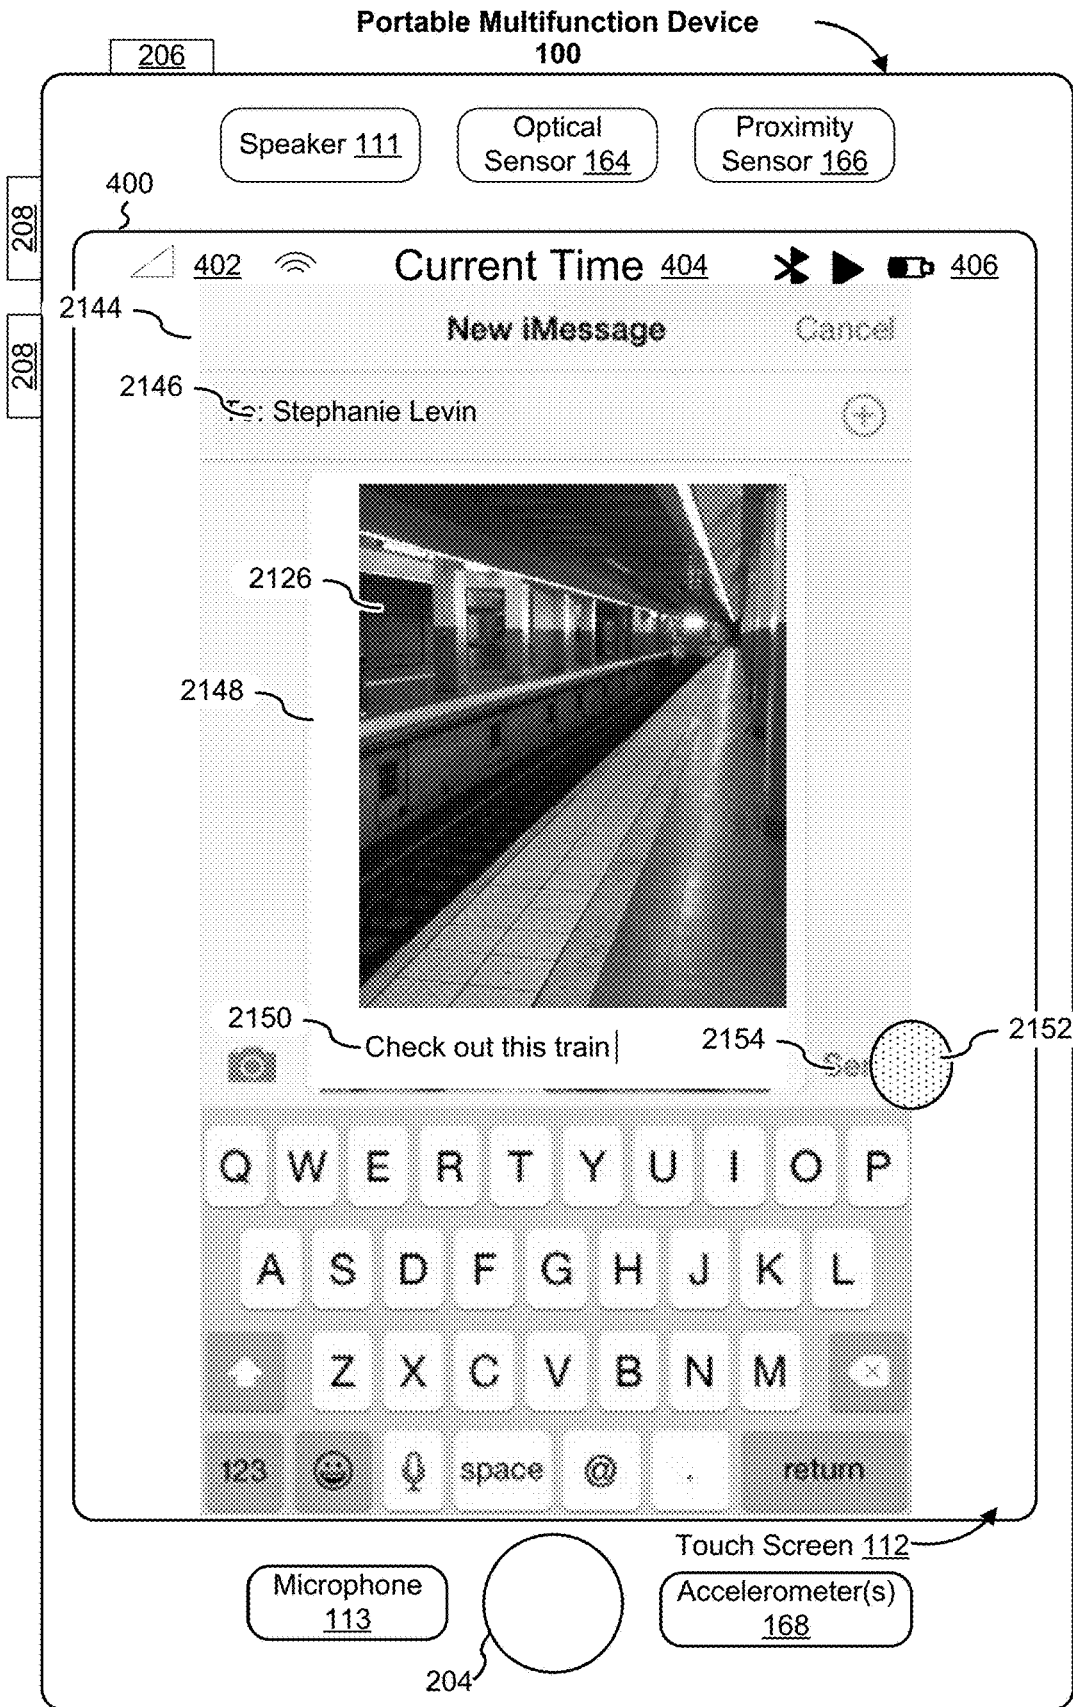 Portable Multifunction Device
100
206
Speaker 111
Optical
Sensor 164
Proximity
Sensor 166
208
400
402
Current Time 404
406
2144
New iMessage
Cancel
208
2146
To: Stephanie Levin
2126
2148
2150
Check out this train
2154
2152
Q W E R T Y U I O P
A S D F G H J K L
Z X C V B N M
123
space
@
.
return
Touch Screen 112
Microphone
113
Accelerometer(s)
168
204